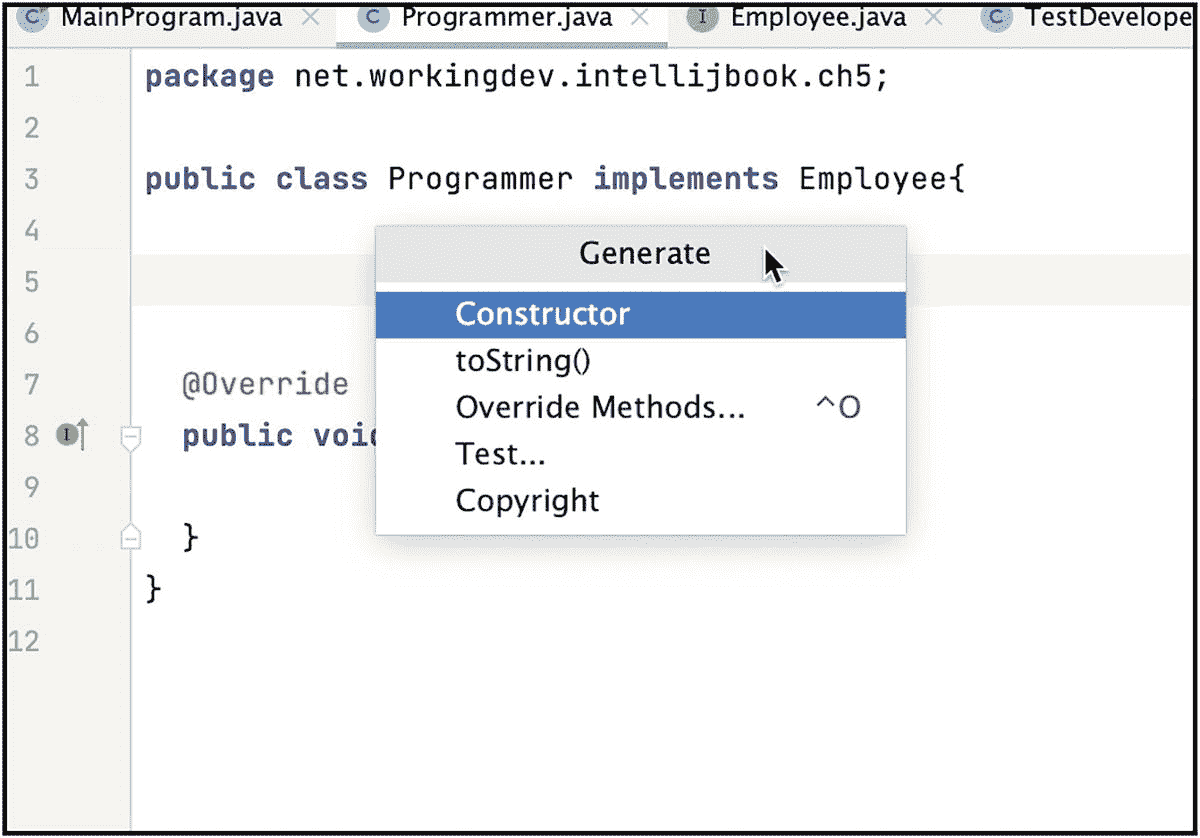 MainProgram.java Programmer.java Employee.java TestDevelope
1 package net.workingdev.intellijbook.ch5;
2
3 public class Programmer implements Employee{
4
Generate
5
Constructor
6
toString()
7 @Override
Override Methods... ^O
8 public void
Test...
9
Copyright
10 }
11 }
12